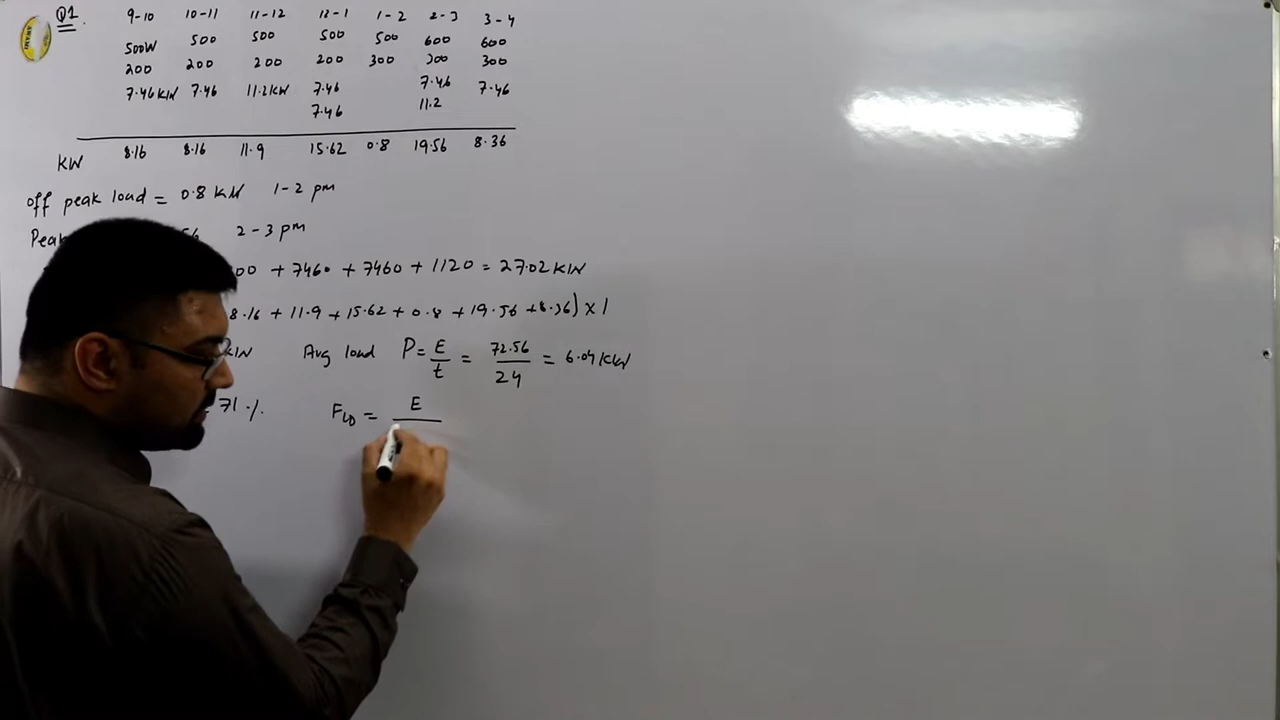 Q1. 9-10 10-11 11-12 12-1 1-2 2-3 3-4
500W 500 500 500 500 600 600
200 200 200 200 300 300 300
7.46KW 7.46 11.2KW 7.46 7.46 7.46
7.46 11.2
KW 8.16 8.16 11.9 15.62 0.8 19.56 8.36
off peak load = 0.8 KW 1-2 pm
2-3 pm
00 + 7460 + 7460 + 1120 = 27.02 KW
8.16 + 11.9 + 15.62 + 0.8 + 19.56 + 8.36) x 1
KW Avg load P = E/t = 72.56/24 = 6.04 KW
71 % F_LD = E